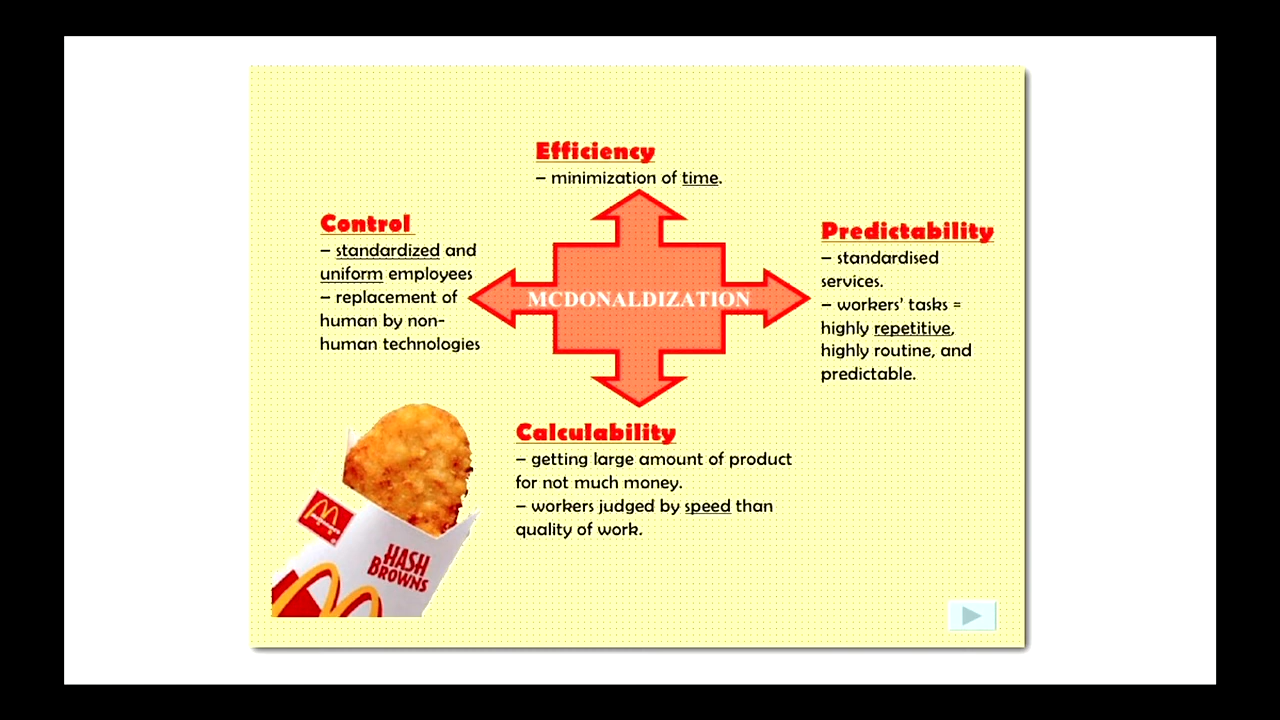 Efficiency
– minimization of time.
Control
– standardized and
uniform employees
– replacement of
human by non-
human technologies
MCDONALDIZATION
Predictability
– standardised
services.
– workers' tasks =
highly repetitive,
highly routine, and
predictable.
Calculability
– getting large amount of product
for not much money.
– workers judged by speed than
quality of work.
HASH
BROWNS